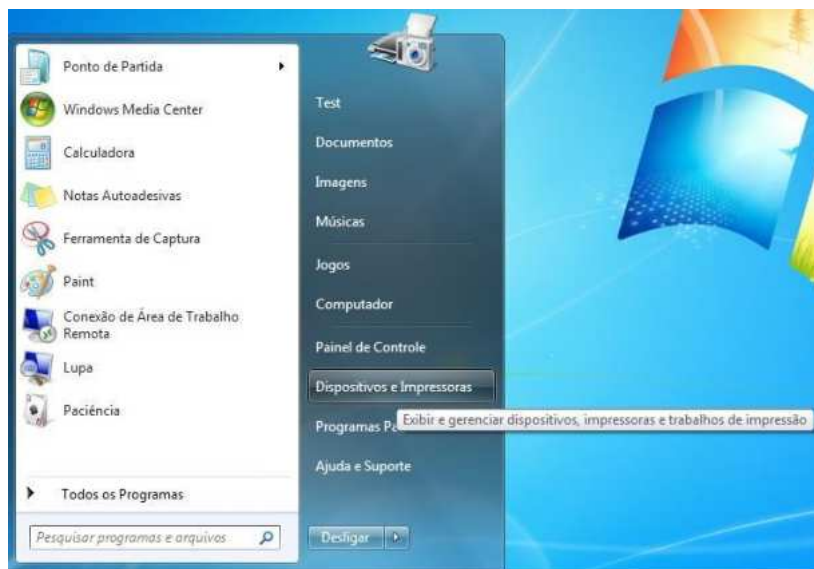 Ponto de Partida
Windows Media Center
Calculadora
Notas Autoadesivas
Ferramenta de Captura
Paint
Conexão de Área de Trabalho
Remota
Lupa
Paciência
Todos os Programas
Pesquisar programas e arquivos
Test
Documentos
Imagens
Músicas
Jogos
Computador
Painel de Controle
Dispositivos e Impressoras
Exibir e gerenciar dispositivos, impressoras e trabalhos de impressão
Programas
Ajuda e Suporte
Desligar